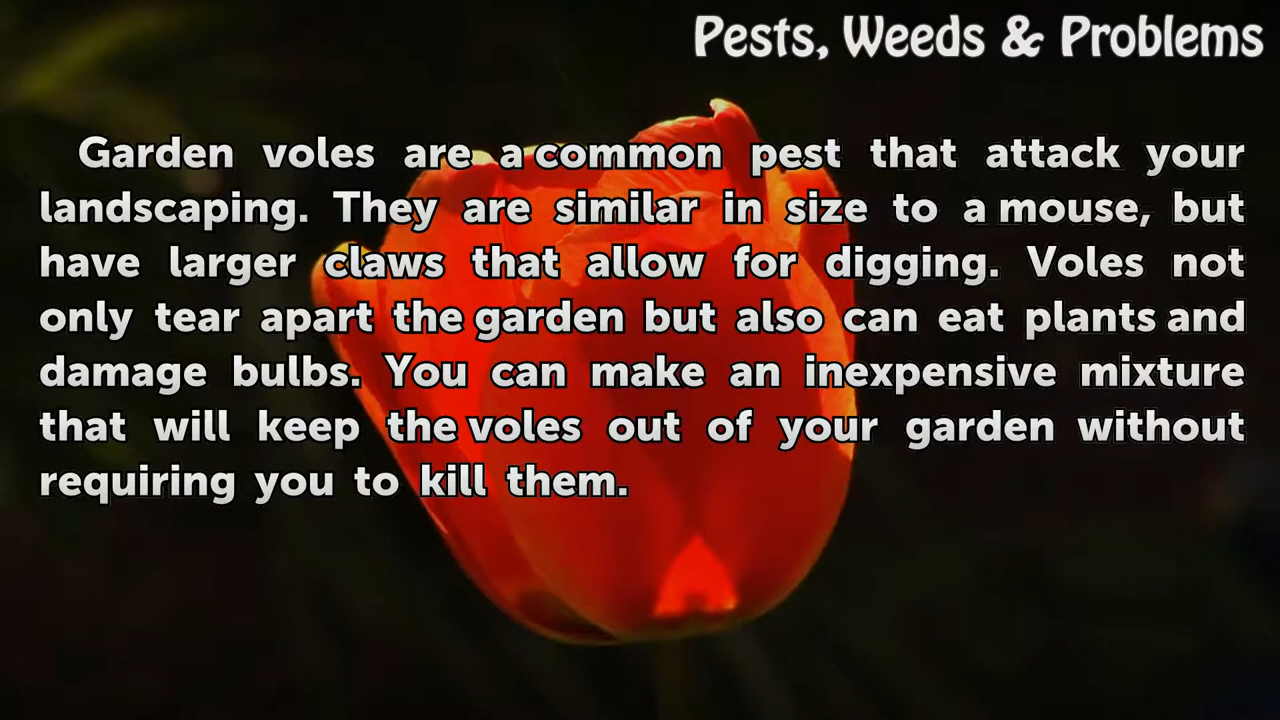 Pests, Weeds & Problems
Garden voles are a common pest that attack your
landscaping. They are similar in size to a mouse, but
have larger claws that allow for digging. Voles not
only tear apart the garden but also can eat plants and
damage bulbs. You can make an inexpensive mixture
that will keep the voles out of your garden without
requiring you to kill them.